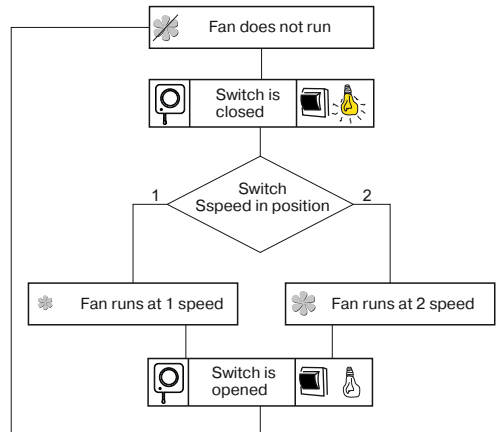 Fan does not run
Switch is
closed
Switch
Sspeed in position
1
2
Fan runs at 1 speed
Fan runs at 2 speed
Switch is
opened